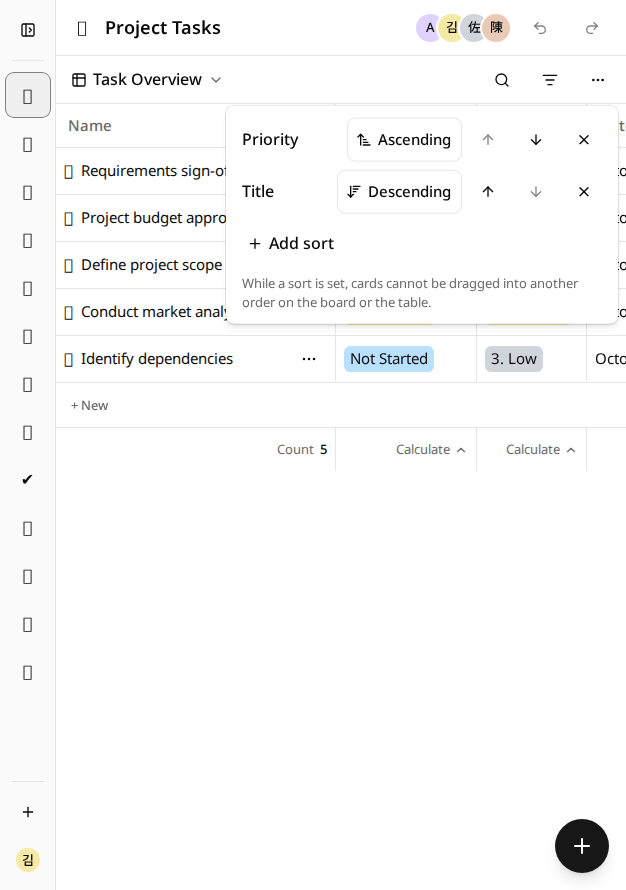 Project Tasks
A 김 佐 陳
Task Overview
Name
Priority Ascending
Title Descending
+ Add sort
While a sort is set, cards cannot be dragged into another
order on the board or the table.
Requirements sign-of
Project budget appro
Define project scope
Conduct market analy
Identify dependencies ... Not Started 3. Low Octo
+ New
Count 5 Calculate Calculate
김